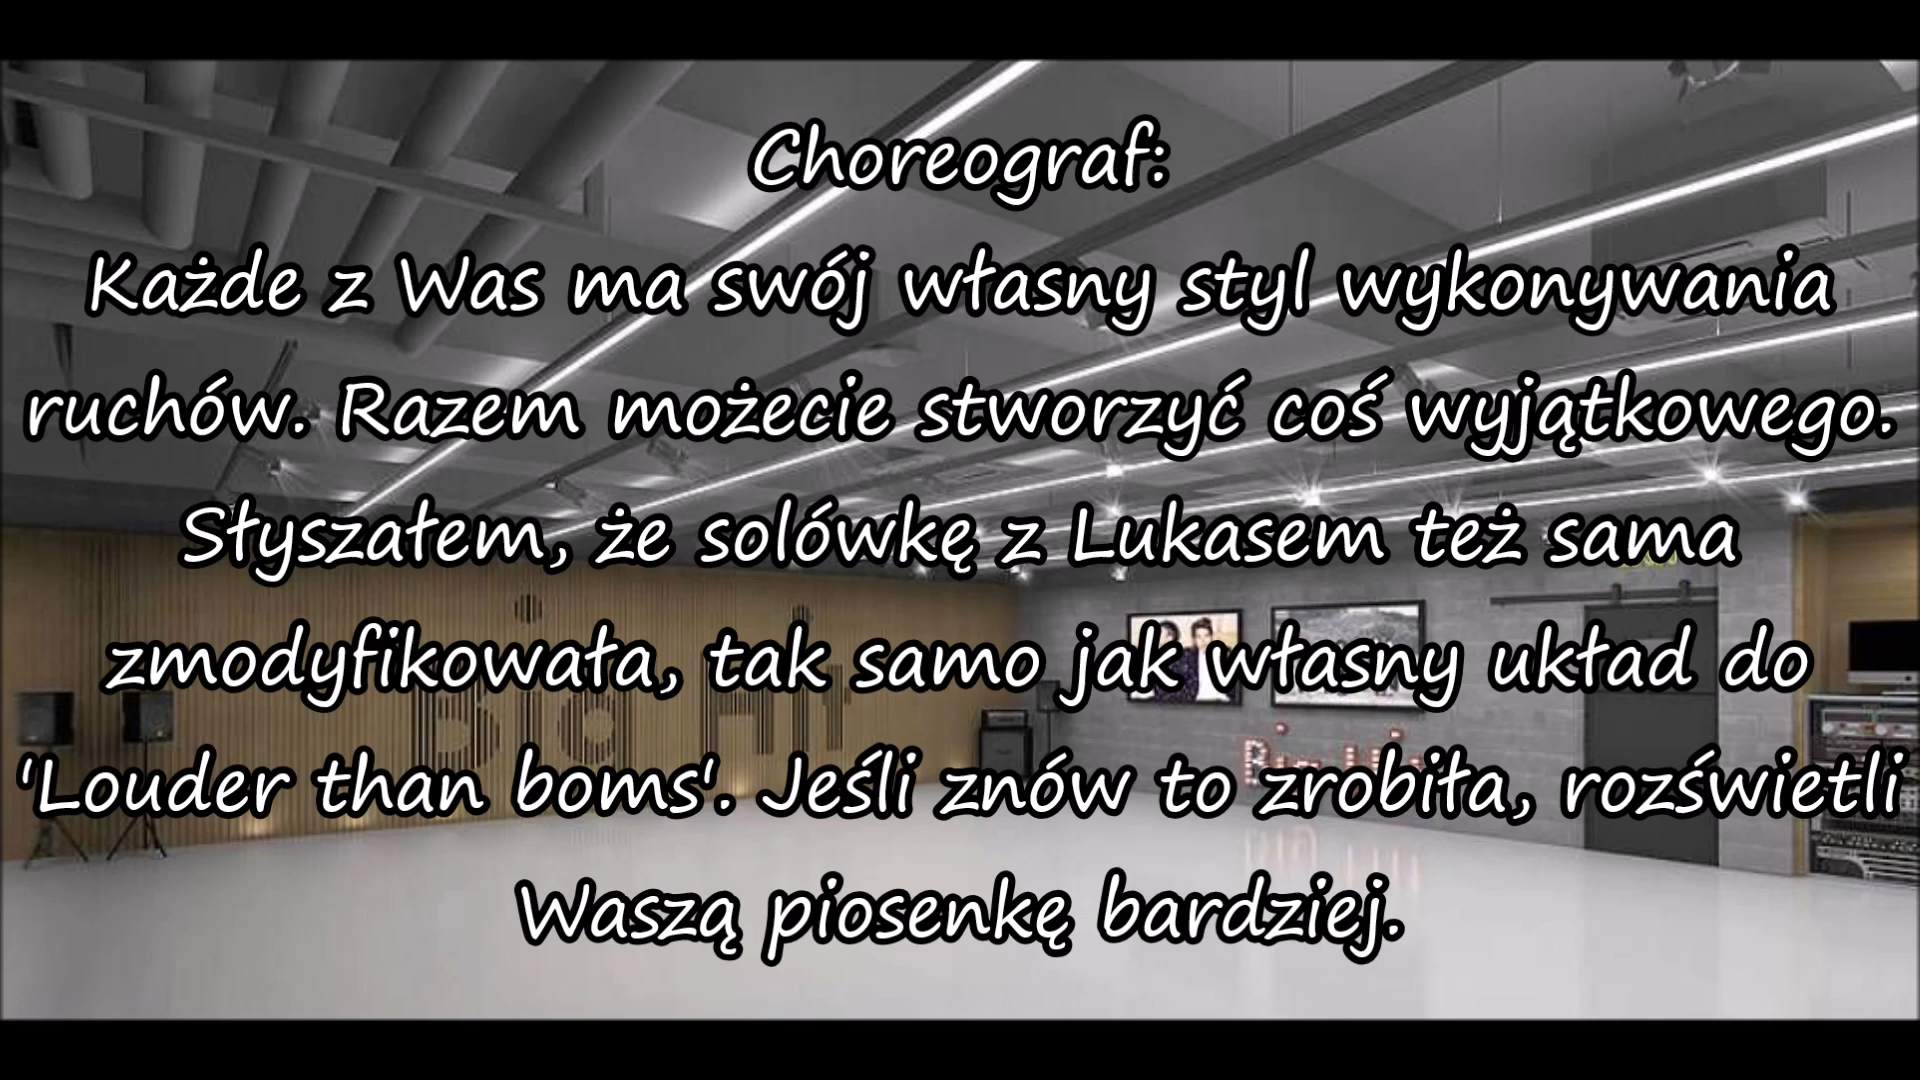 Choreograf:
Każde z Was ma swój własny styl wykonywania
ruchów. Razem możecie stworzyć coś wyjątkowego.
Słyszałem, że solówkę z Lukasem też sama
zmodyfikowała, tak samo jak własny układ do
'Louder than boms'. Jeśli znów to zrobiła, rozświetli
Waszą piosenkę bardziej.